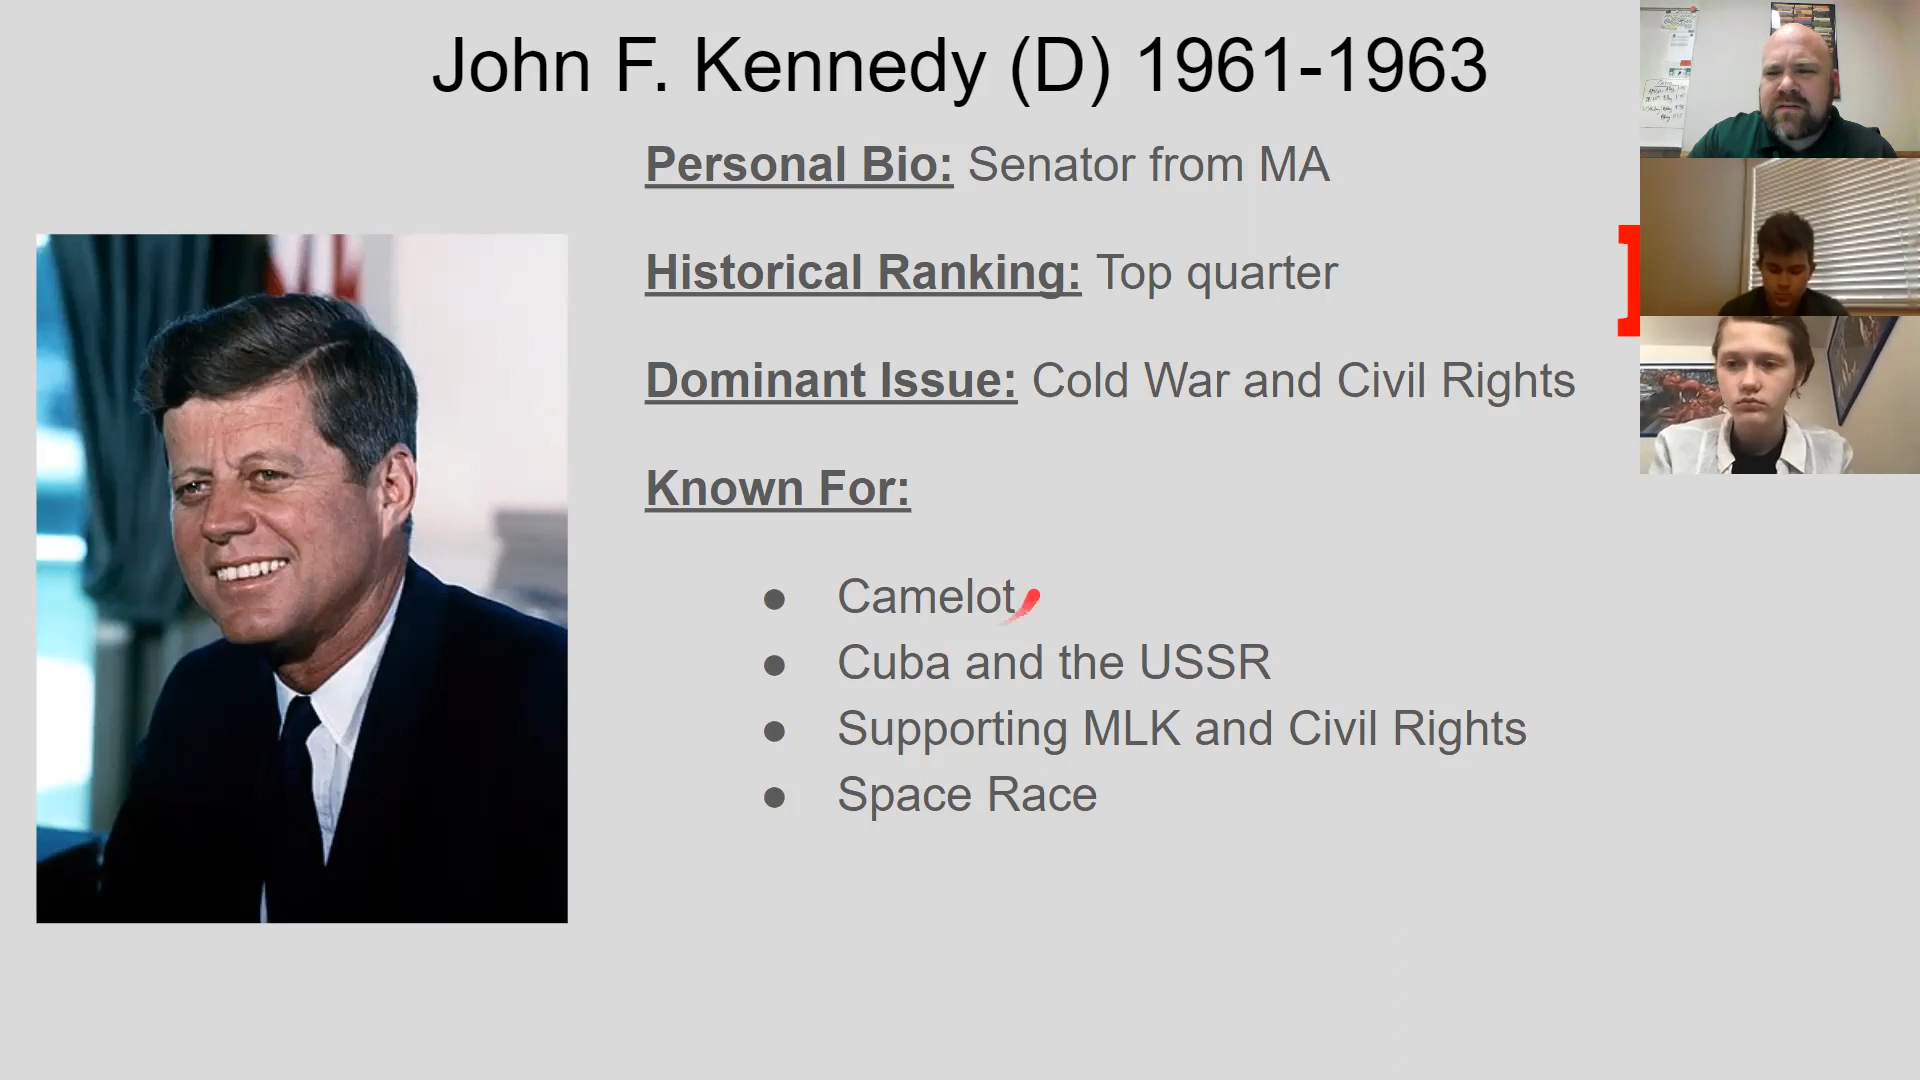 John F. Kennedy (D) 1961-1963
Personal Bio: Senator from MA
Historical Ranking: Top quarter
Dominant Issue: Cold War and Civil Rights
Known For:
● Camelot
● Cuba and the USSR
● Supporting MLK and Civil Rights
● Space Race